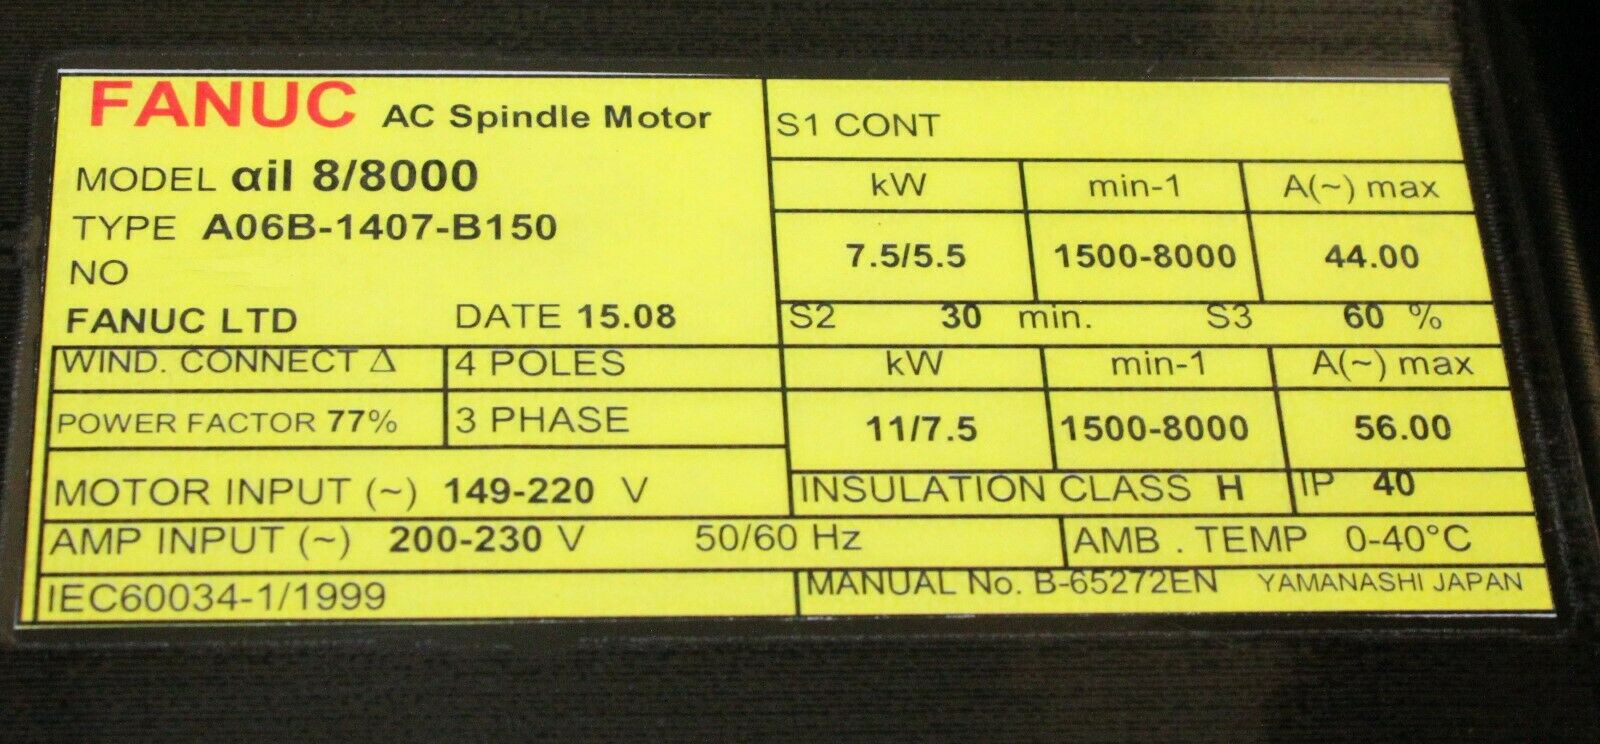 FANUC AC Spindle Motor
MODEL αil 8/8000
TYPE A06B-1407-B150
NO
FANUC LTD DATE 15.08
WIND. CONNECT Δ 4 POLES
POWER FACTOR 77% 3 PHASE
MOTOR INPUT (~) 149-220 V
S1 CONT
kW min-1 A(~) max
7.5/5.5 1500-8000 44.00
S2 30 min. S3 60 %
kW min-1 A(~) max
11/7.5 1500-8000 56.00
INSULATION CLASS H IP 40
AMP INPUT (~) 200-230 V 50/60 Hz AMB . TEMP 0-40°C
IEC60034-1/1999 MANUAL No. B-65272EN YAMANASHI JAPAN